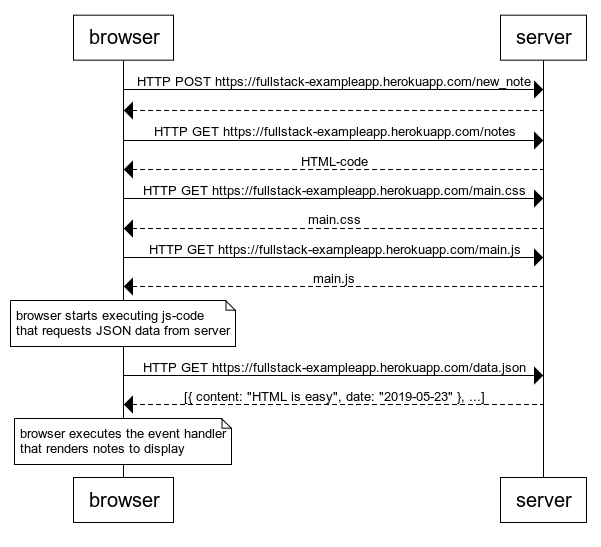 browser server
HTTP POST https://fullstack-exampleapp.herokuapp.com/new_note
HTTP GET https://fullstack-exampleapp.herokuapp.com/notes
HTML-code
HTTP GET https://fullstack-exampleapp.herokuapp.com/main.css
main.css
HTTP GET https://fullstack-exampleapp.herokuapp.com/main.js
main.js
browser starts executing js-code
that requests JSON data from server
HTTP GET https://fullstack-exampleapp.herokuapp.com/data.json
[{ content: "HTML is easy", date: "2019-05-23" }, ...]
browser executes the event handler
that renders notes to display
browser server